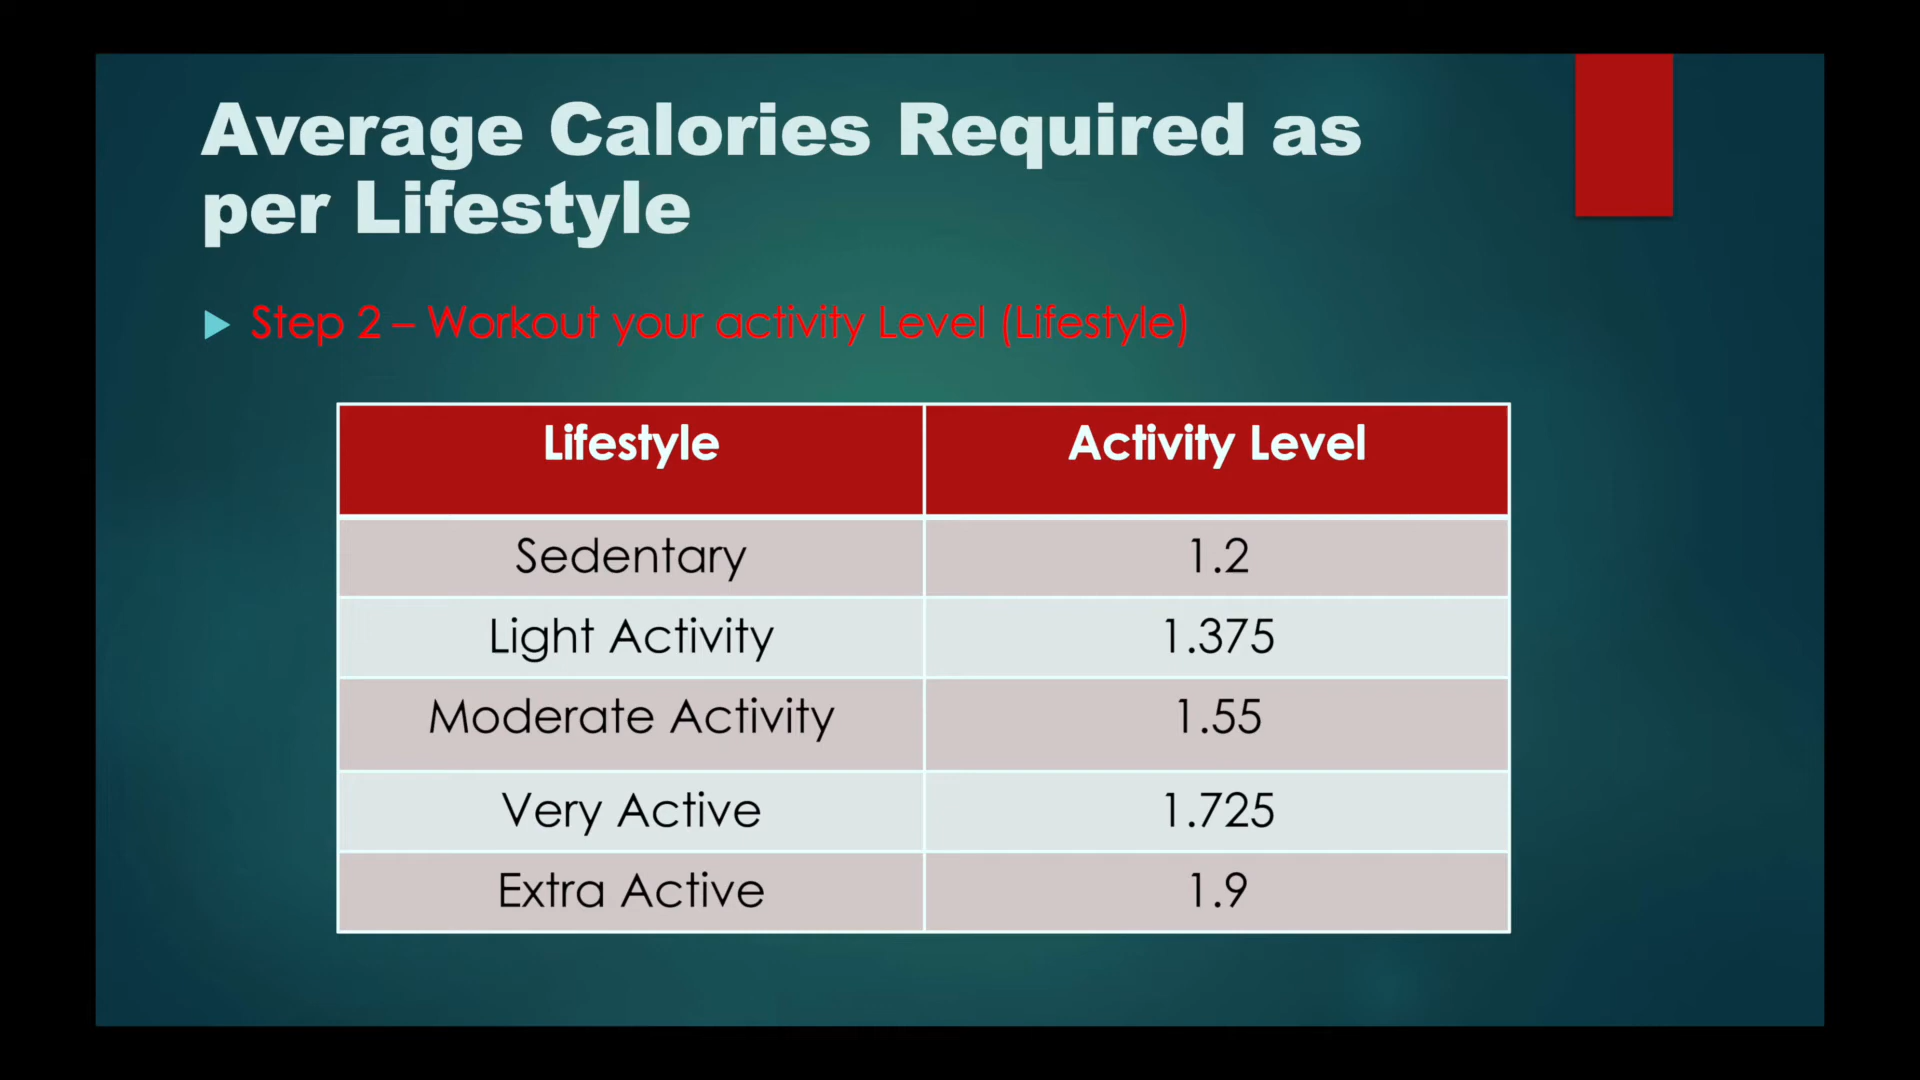 Average Calories Required as
per Lifestyle
Step 2 – Workout your activity Level (Lifestyle)
Lifestyle Activity Level
Sedentary 1.2
Light Activity 1.375
Moderate Activity 1.55
Very Active 1.725
Extra Active 1.9